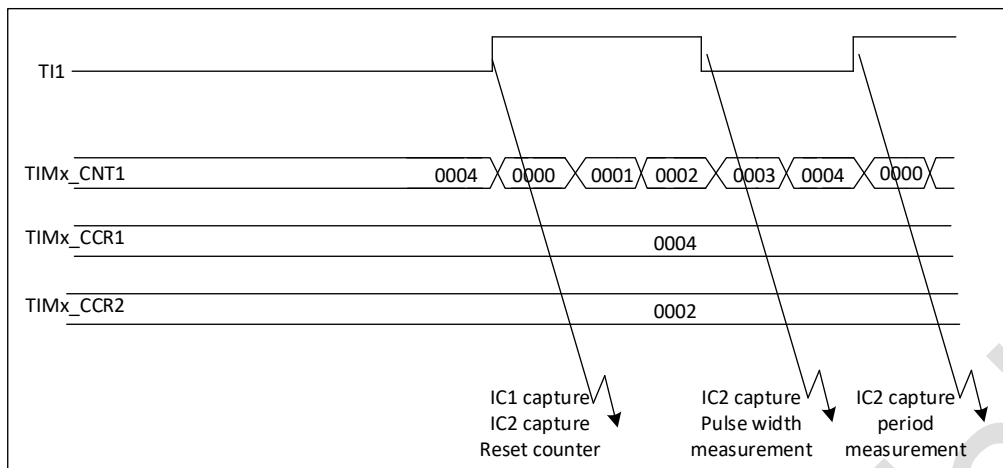 TI1
TIMx_CNT1
0004 0000 0001 0002 0003 0004 0000
TIMx_CCR1
0004
TIMx_CCR2
0002
IC1 capture
IC2 capture
Reset counter
IC2 capture
Pulse width
measurement
IC2 capture
period
measurement